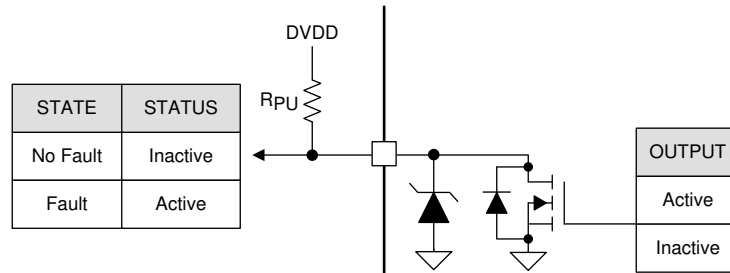 DVDD
RPU
STATE STATUS
No Fault Inactive
Fault Active
OUTPUT
Active
Inactive